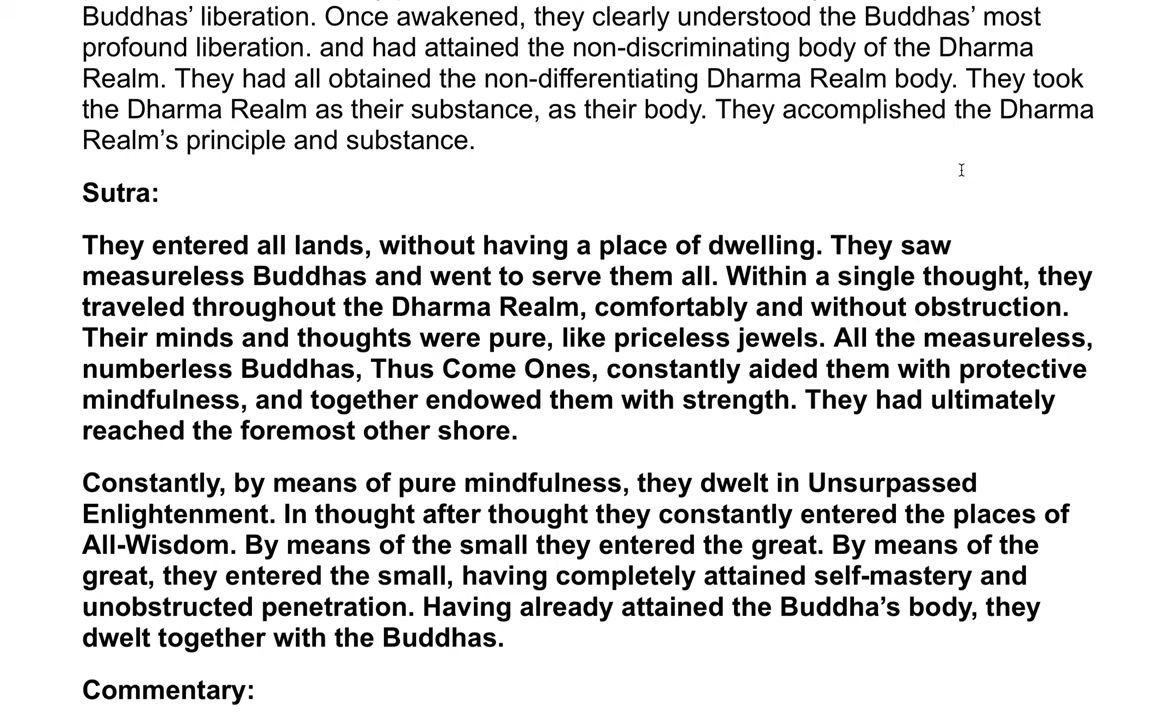 Buddhas’ liberation. Once awakened, they clearly understood the Buddhas’ most
profound liberation. and had attained the non-discriminating body of the Dharma
Realm. They had all obtained the non-differentiating Dharma Realm body. They took
the Dharma Realm as their substance, as their body. They accomplished the Dharma
Realm’s principle and substance.
Sutra:
They entered all lands, without having a place of dwelling. They saw
measureless Buddhas and went to serve them all. Within a single thought, they
traveled throughout the Dharma Realm, comfortably and without obstruction.
Their minds and thoughts were pure, like priceless jewels. All the measureless,
numberless Buddhas, Thus Come Ones, constantly aided them with protective
mindfulness, and together endowed them with strength. They had ultimately
reached the foremost other shore.
Constantly, by means of pure mindfulness, they dwelt in Unsurpassed
Enlightenment. In thought after thought they constantly entered the places of
All-Wisdom. By means of the small they entered the great. By means of the
great, they entered the small, having completely attained self-mastery and
unobstructed penetration. Having already attained the Buddha’s body, they
dwelt together with the Buddhas.
Commentary: